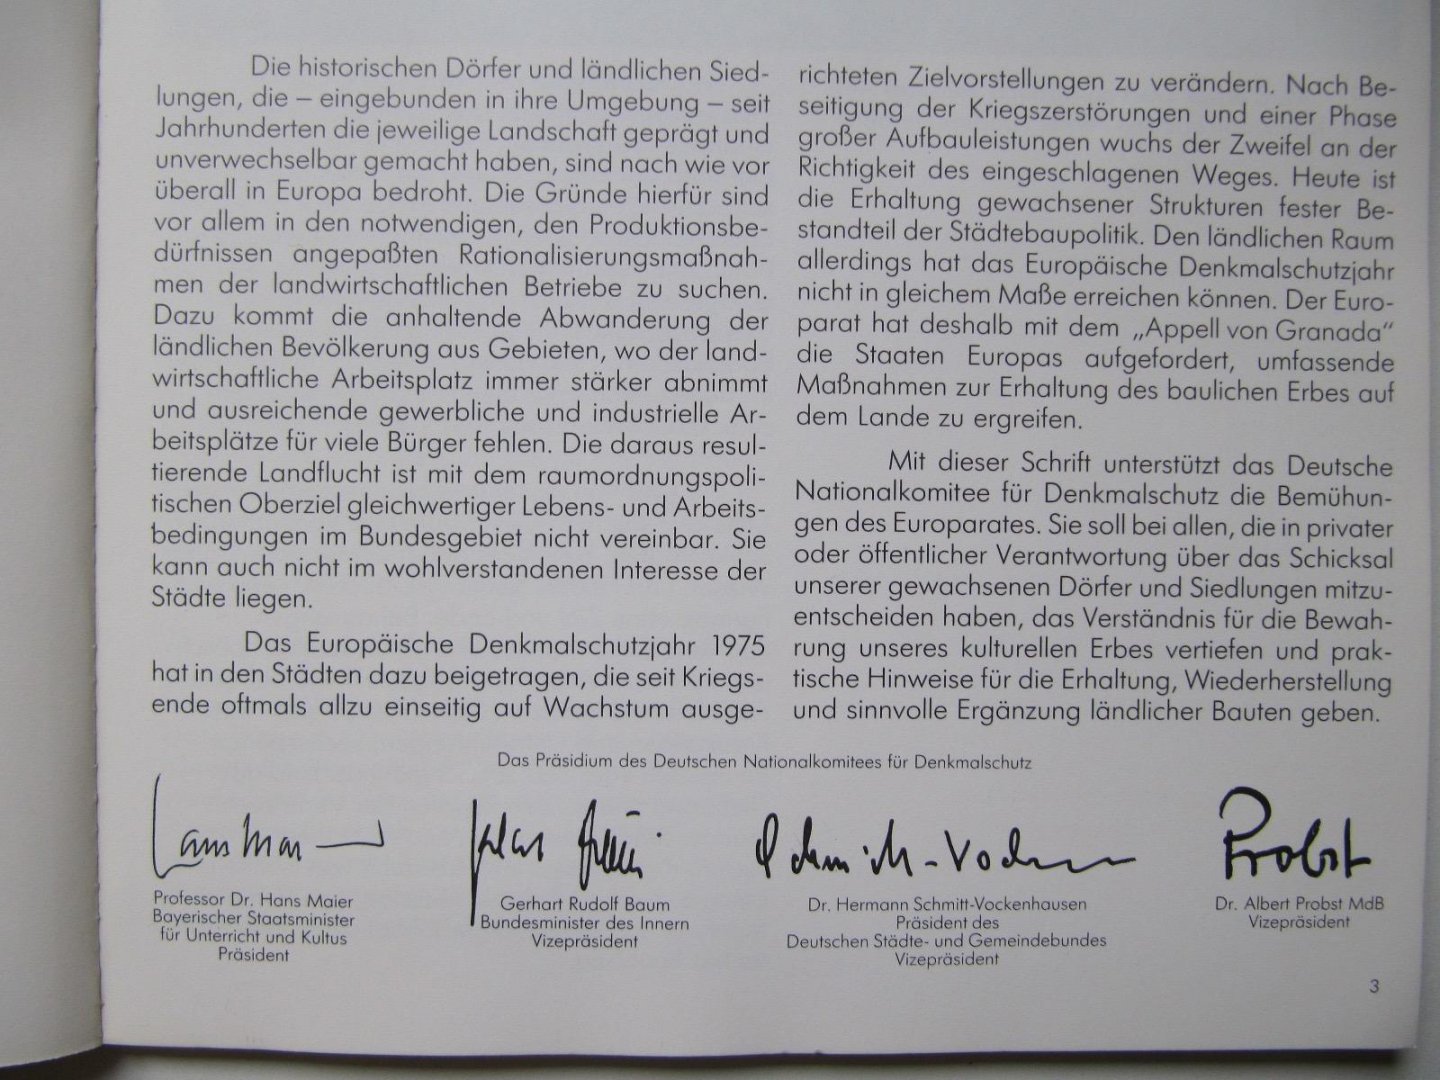 Die historischen Dörfer und ländlichen Sied-
lungen, die – eingebunden in ihre Umgebung – seit
Jahrhunderten die jeweilige Landschaft geprägt und
unverwechselbar gemacht haben, sind nach wie vor
überall in Europa bedroht. Die Gründe hierfür sind
vor allem in den notwendigen, den Produktionsbe-
dürfnissen angepaßten Rationalisierungsmaßnah-
men der landwirtschaftlichen Betriebe zu suchen.
Dazu kommt die anhaltende Abwanderung der
ländlichen Bevölkerung aus Gebieten, wo der land-
wirtschaftliche Arbeitsplatz immer stärker abnimmt
und ausreichende gewerbliche und industrielle Ar-
beitsplätze für viele Bürger fehlen. Die daraus resul-
tierende Landflucht ist mit dem raumordnungspoli-
tischen Oberziel gleichwertiger Lebens- und Arbeits-
bedingungen im Bundesgebiet nicht vereinbar. Sie
kann auch nicht im wohlverstandenen Interesse der
Städte liegen.
Das Europäische Denkmalschutzjahr 1975
hat in den Städten dazu beigetragen, die seit Kriegs-
ende oftmals allzu einseitig auf Wachstum ausge-
richteten Zielvorstellungen zu verändern. Nach Be-
seitigung der Kriegszerstörungen und einer Phase
großer Aufbauleistungen wuchs der Zweifel an der
Richtigkeit des eingeschlagenen Weges. Heute ist
die Erhaltung gewachsener Strukturen fester Be-
standteil der Städtebaupolitik. Den ländlichen Raum
allerdings hat das Europäische Denkmalschutzjahr
nicht in gleichem Maße erreichen können. Der Euro-
parat hat deshalb mit dem „Appell von Granada“
die Staaten Europas aufgefordert, umfassende
Maßnahmen zur Erhaltung des baulichen Erbes auf
dem Lande zu ergreifen.
Mit dieser Schrift unterstützt das Deutsche
Nationalkomitee für Denkmalschutz die Bemühun-
gen des Europarates. Sie soll bei allen, die in privater
oder öffentlicher Verantwortung über das Schicksal
unserer gewachsenen Dörfer und Siedlungen mitzu-
entscheiden haben, das Verständnis für die Bewah-
rung unseres kulturellen Erbes vertiefen und prak-
tische Hinweise für die Erhaltung, Wiederherstellung
und sinnvolle Ergänzung ländlicher Bauten geben.
Das Präsidium des Deutschen Nationalkomitees für Denkmalschutz
Hans Maier
Professor Dr. Hans Maier
Bayerischer Staatsminister
für Unterricht und Kultus
Präsident
Gerhart Rudolf Baum
Bundesminister des Innern
Vizepräsident
Schmitt-Vocken
Dr. Hermann Schmitt-Vockenhausen
Präsident des
Deutschen Städte- und Gemeindebundes
Vizepräsident
Probst
Dr. Albert Probst MdB
Vizepräsident
3